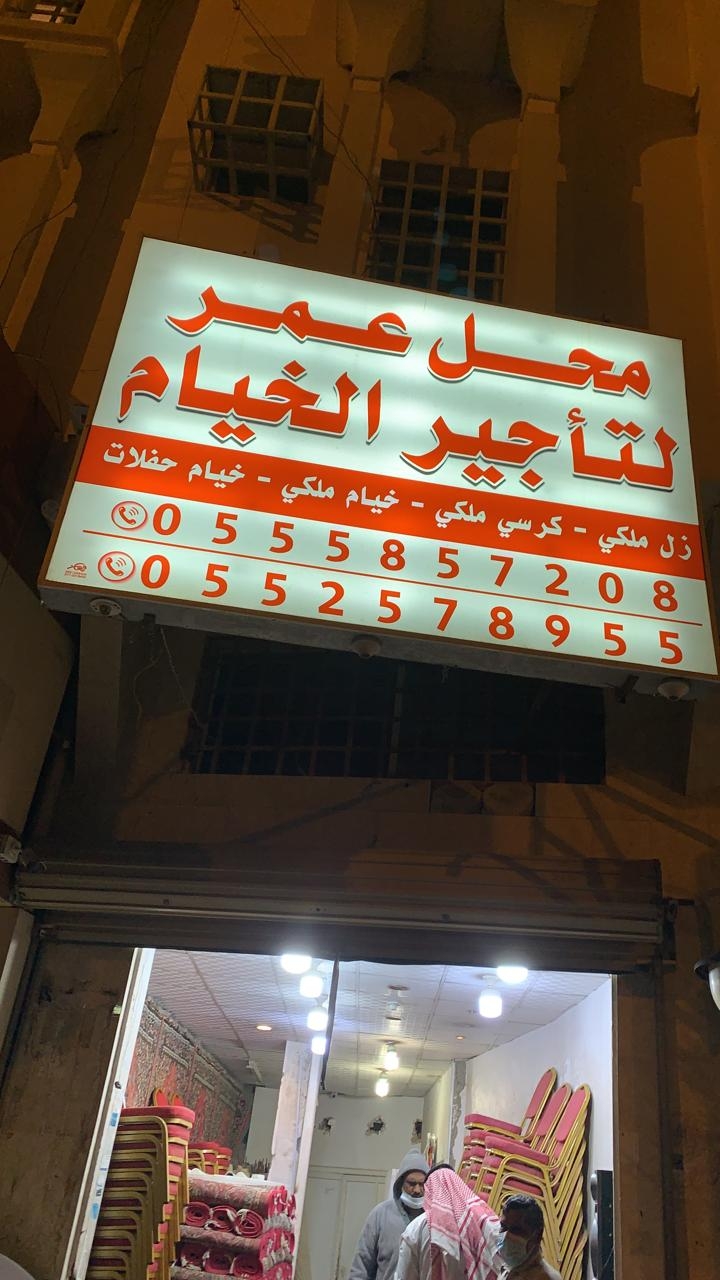 محل عمر
لتأجير الخيام
زل ملكي - كرسي ملكي - خيام ملكي - خيام حفلات
0555857208
0552578955